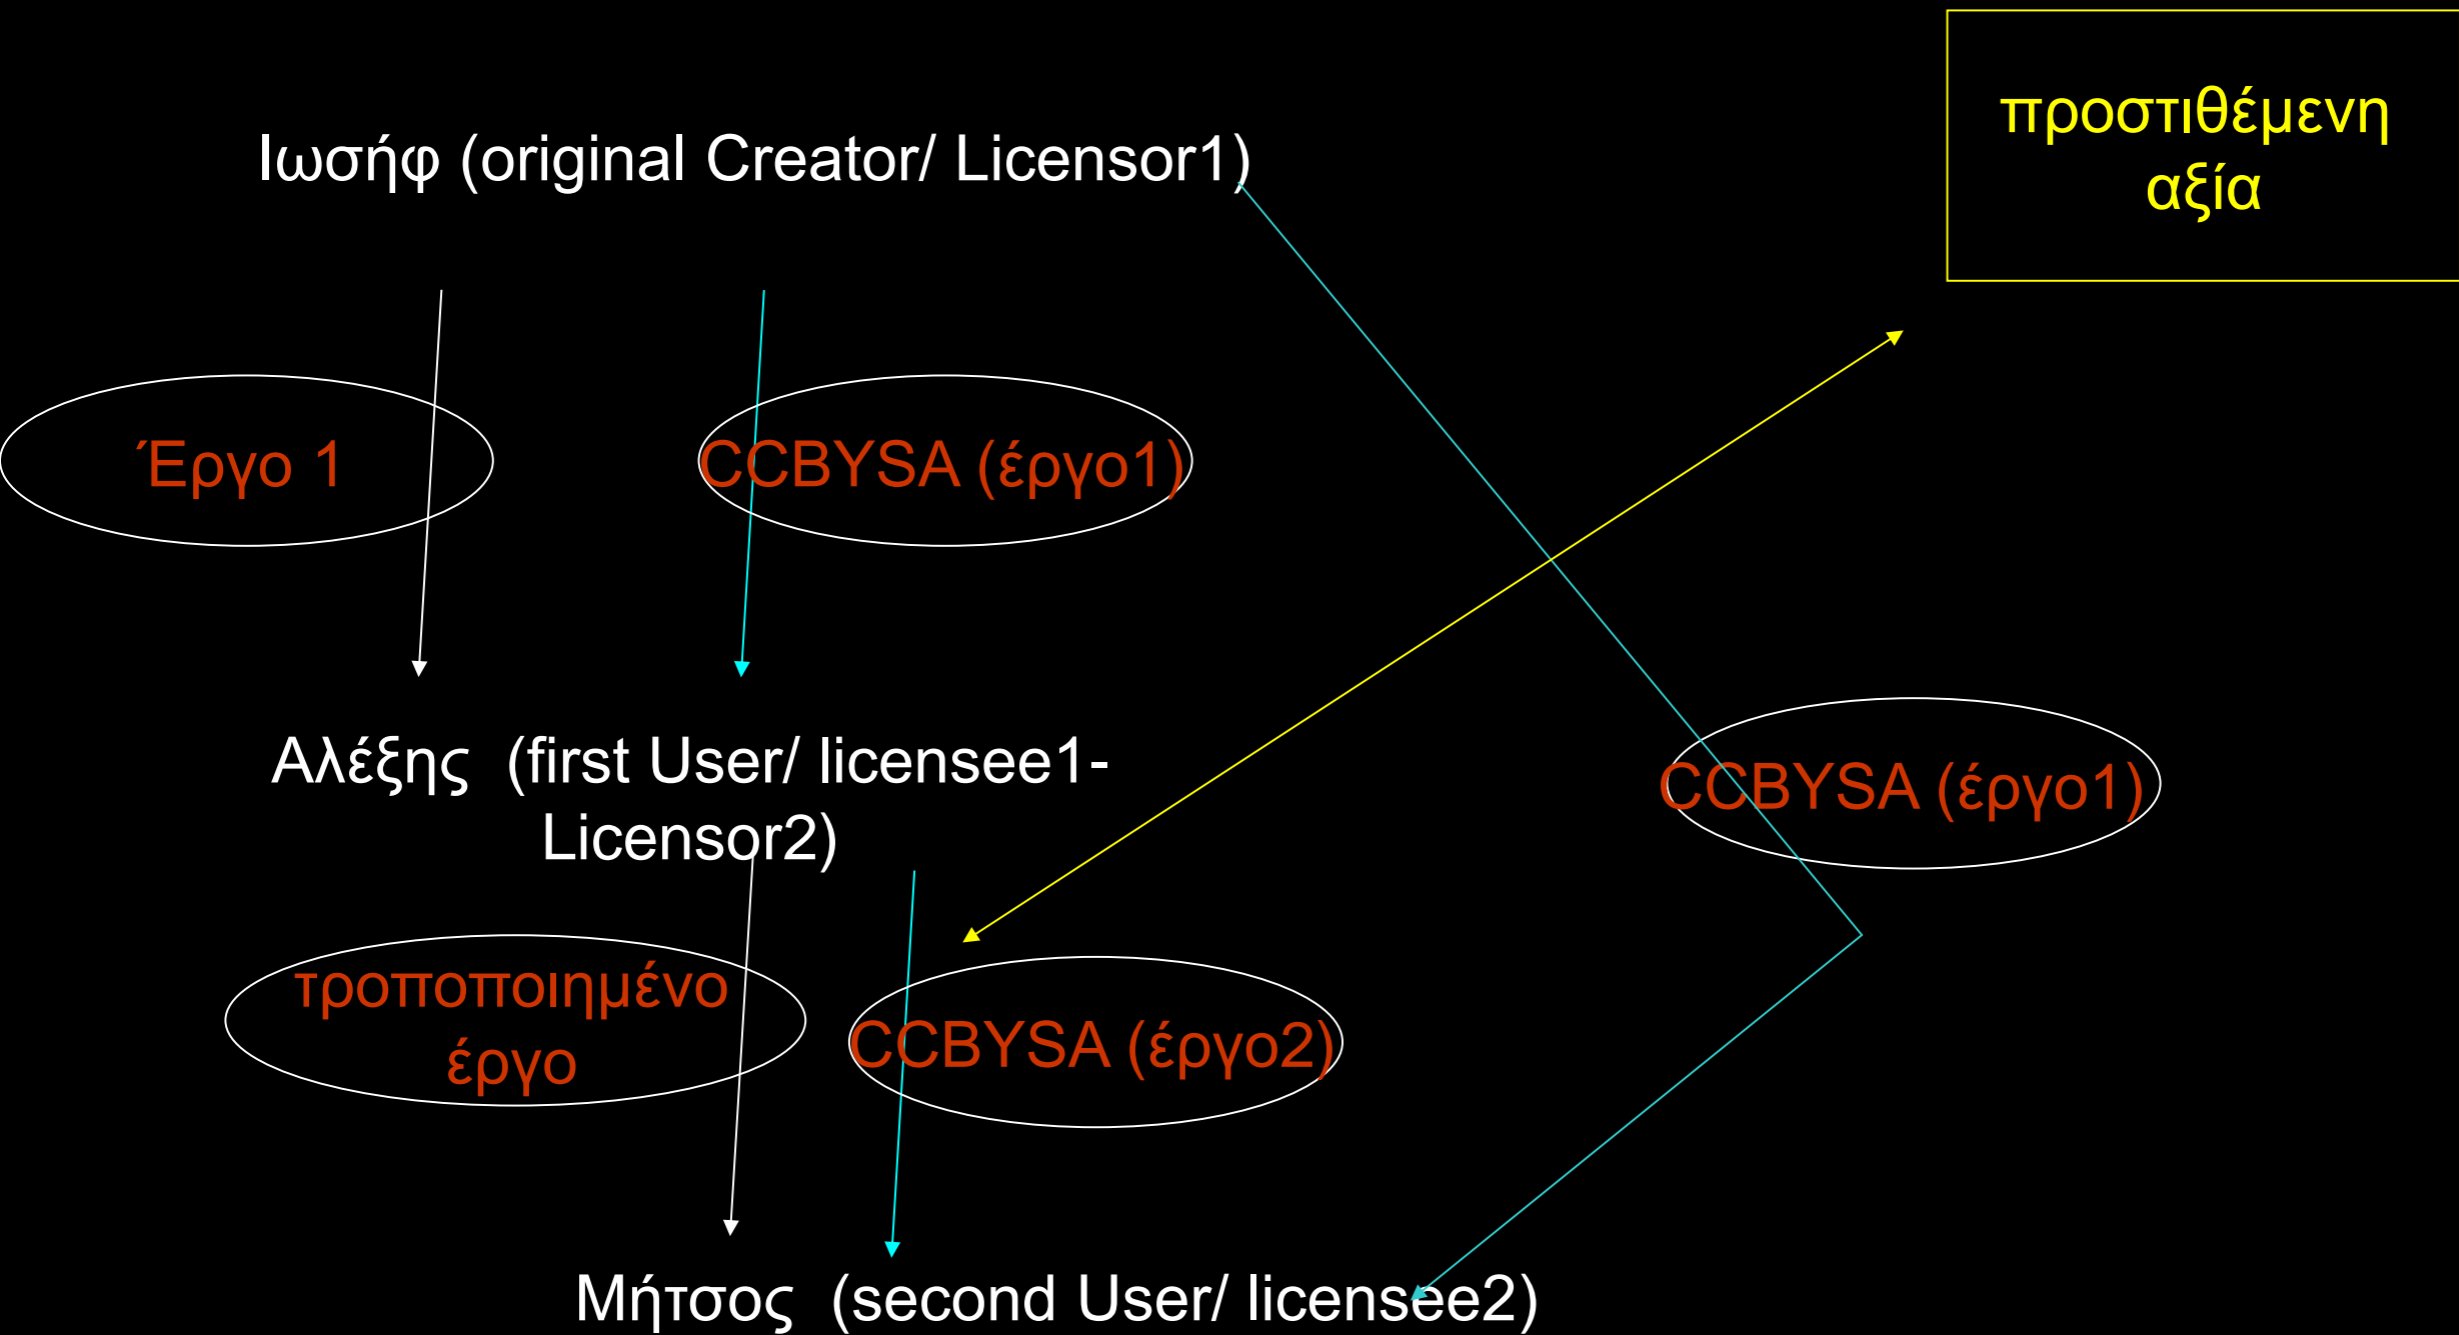 προστιθέμενη
αξία
Ιωσήφ (original Creator/ Licensor1)
Έργο 1
CCBYSA (έργο1)
Αλέξης (first User/ licensee1-
Licensor2)
CCBYSA (έργο1)
τροποποιημένο
έργο
CCBYSA (έργο2)
Μήτσος (second User/ licensee2)